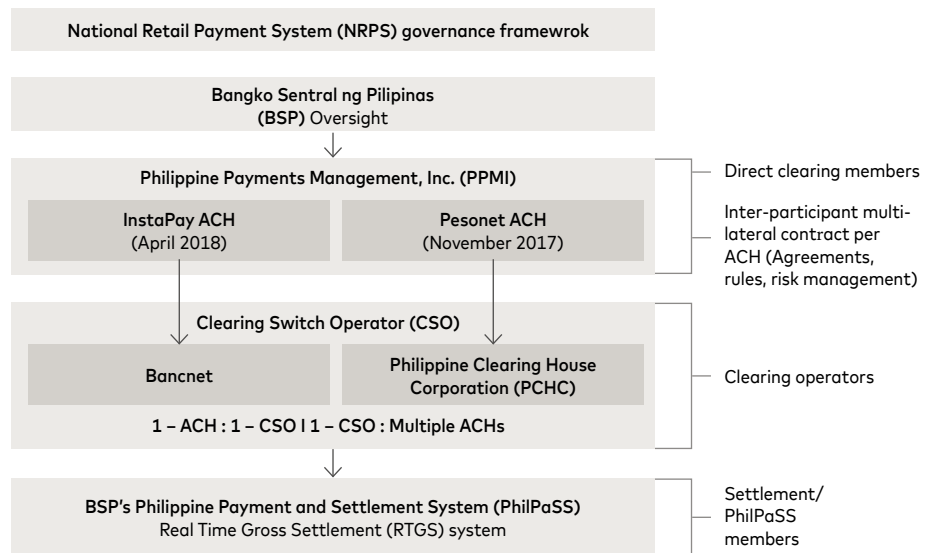 National Retail Payment System (NRPS) governance framewrok
Bangko Sentral ng Pilipinas
(BSP) Oversight
Philippine Payments Management, Inc. (PPMI)
InstaPay ACH
(April 2018)
Pesonet ACH
(November 2017)
Direct clearing members
Inter-participant multi-
lateral contract per
ACH (Agreements,
rules, risk management)
Clearing Switch Operator (CSO)
Bancnet
Philippine Clearing House
Corporation (PCHC)
1 – ACH : 1 – CSO I 1 – CSO : Multiple ACHs
Clearing operators
BSP's Philippine Payment and Settlement System (PhilPaSS)
Real Time Gross Settlement (RTGS) system
Settlement/
PhilPaSS
members